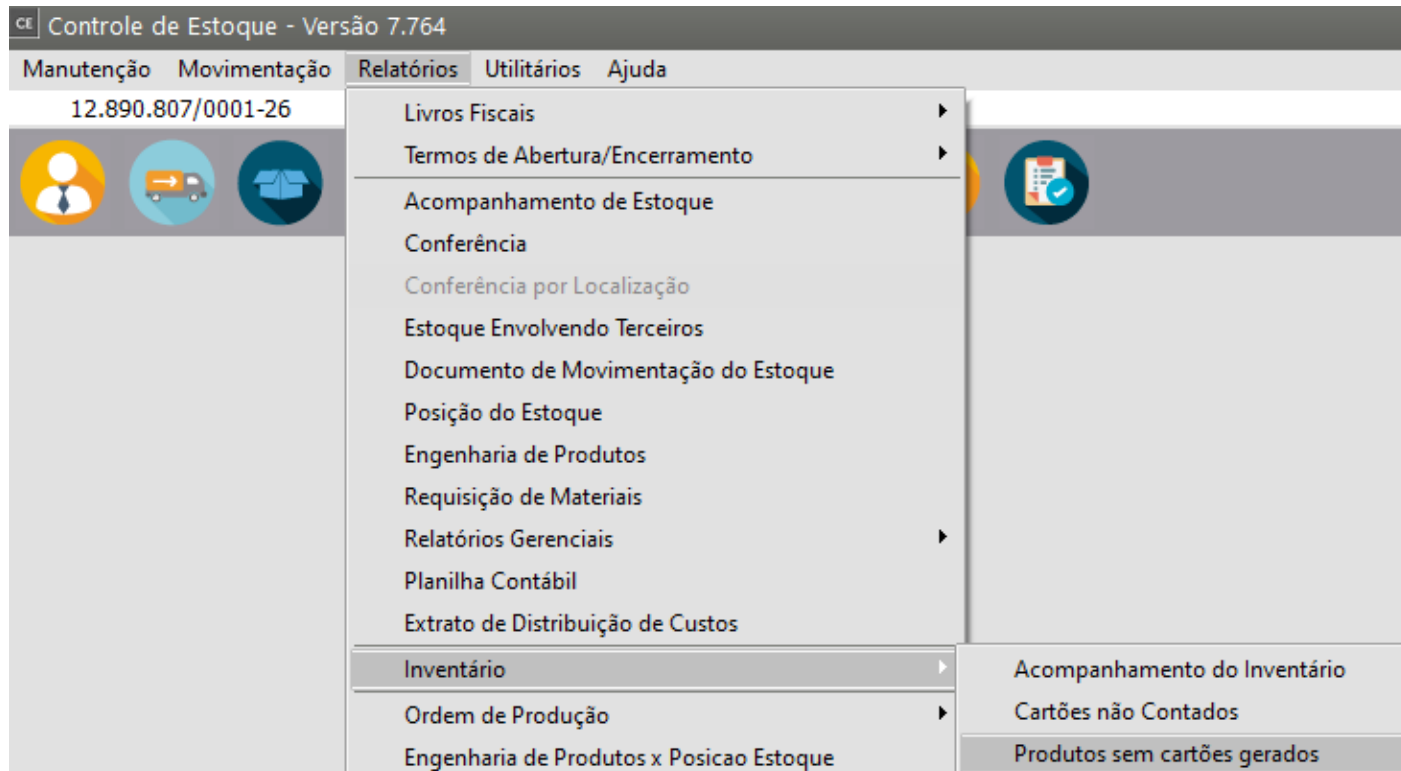 CE Controle de Estoque - Versão 7.764
Manutenção Movimentação Relatórios Utilitários Ajuda
12.890.807/0001-26
Livros Fiscais
Termos de Abertura/Encerramento
Acompanhamento de Estoque
Conferência
Conferência por Localização
Estoque Envolvendo Terceiros
Documento de Movimentação do Estoque
Posição do Estoque
Engenharia de Produtos
Requisição de Materiais
Relatórios Gerenciais
Planilha Contábil
Extrato de Distribuição de Custos
Inventário
Ordem de Produção
Engenharia de Produtos x Posicao Estoque
Acompanhamento do Inventário
Cartões não Contados
Produtos sem cartões gerados